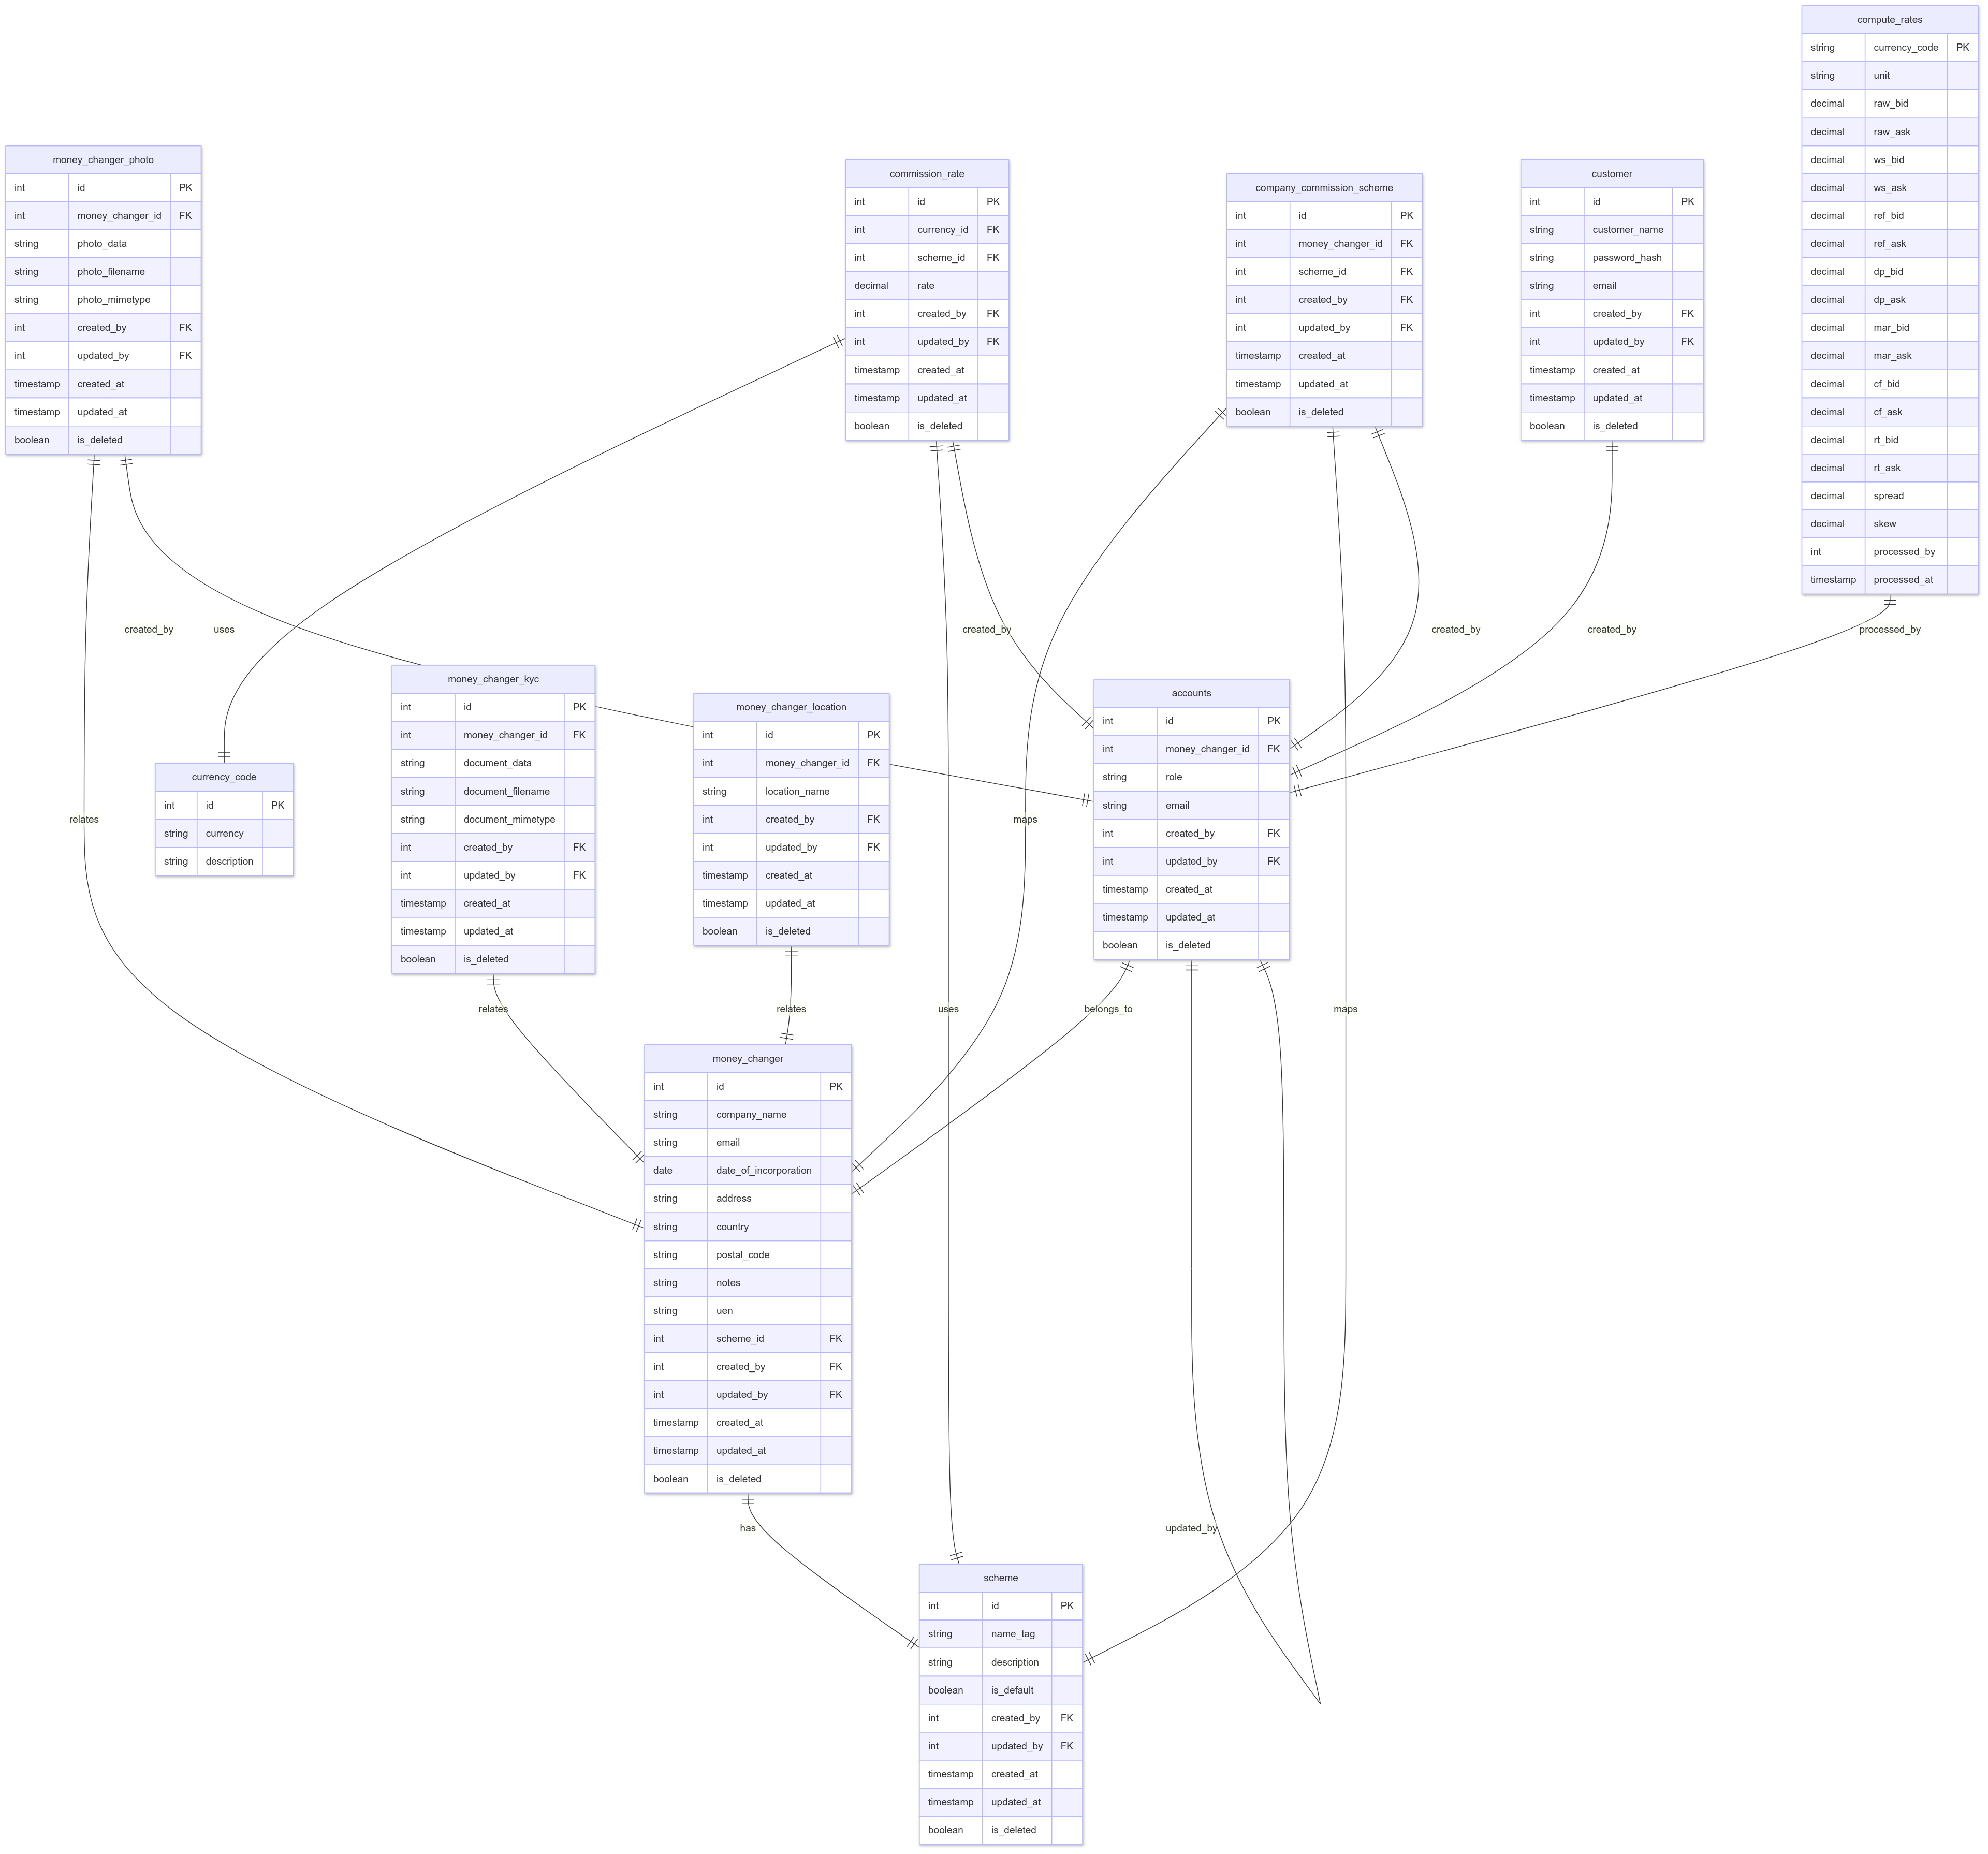 compute_rates
string currency_code PK
string unit
decimal raw_bid
decimal raw_ask
decimal ws_bid
decimal ws_ask
decimal ref_bid
decimal ref_ask
decimal dp_bid
decimal dp_ask
decimal mar_bid
decimal mar_ask
decimal cf_bid
decimal cf_ask
decimal rt_bid
decimal rt_ask
decimal spread
decimal skew
int processed_by
timestamp processed_at
money_changer_photo
int id PK
int money_changer_id FK
string photo_data
string photo_filename
string photo_mimetype
int created_by FK
int updated_by FK
timestamp created_at
timestamp updated_at
boolean is_deleted
commission_rate
int id PK
int currency_id FK
int scheme_id FK
decimal rate
int created_by FK
int updated_by FK
timestamp created_at
timestamp updated_at
boolean is_deleted
company_commission_scheme
int id PK
int money_changer_id FK
int scheme_id FK
int created_by FK
int updated_by FK
timestamp created_at
timestamp updated_at
boolean is_deleted
customer
int id PK
string customer_name
string password_hash
string email
int created_by FK
int updated_by FK
timestamp created_at
timestamp updated_at
boolean is_deleted
created_by
uses
created_by
created_by
created_by
processed_by
money_changer_kyc
int id PK
int money_changer_id FK
string document_data
string document_filename
string document_mimetype
int created_by FK
int updated_by FK
timestamp created_at
timestamp updated_at
boolean is_deleted
money_changer_location
int id PK
int money_changer_id FK
string location_name
int created_by FK
int updated_by FK
timestamp created_at
timestamp updated_at
boolean is_deleted
accounts
int id PK
int money_changer_id FK
string role
string email
int created_by FK
int updated_by FK
timestamp created_at
timestamp updated_at
boolean is_deleted
currency_code
int id PK
string currency
string description
relates
maps
relates
relates
uses
belongs_to
maps
money_changer
int id PK
string company_name
string email
date date_of_incorporation
string address
string country
string postal_code
string notes
string uen
int scheme_id FK
int created_by FK
int updated_by FK
timestamp created_at
timestamp updated_at
boolean is_deleted
has
updated_by
scheme
int id PK
string name_tag
string description
boolean is_default
int created_by FK
int updated_by FK
timestamp created_at
timestamp updated_at
boolean is_deleted